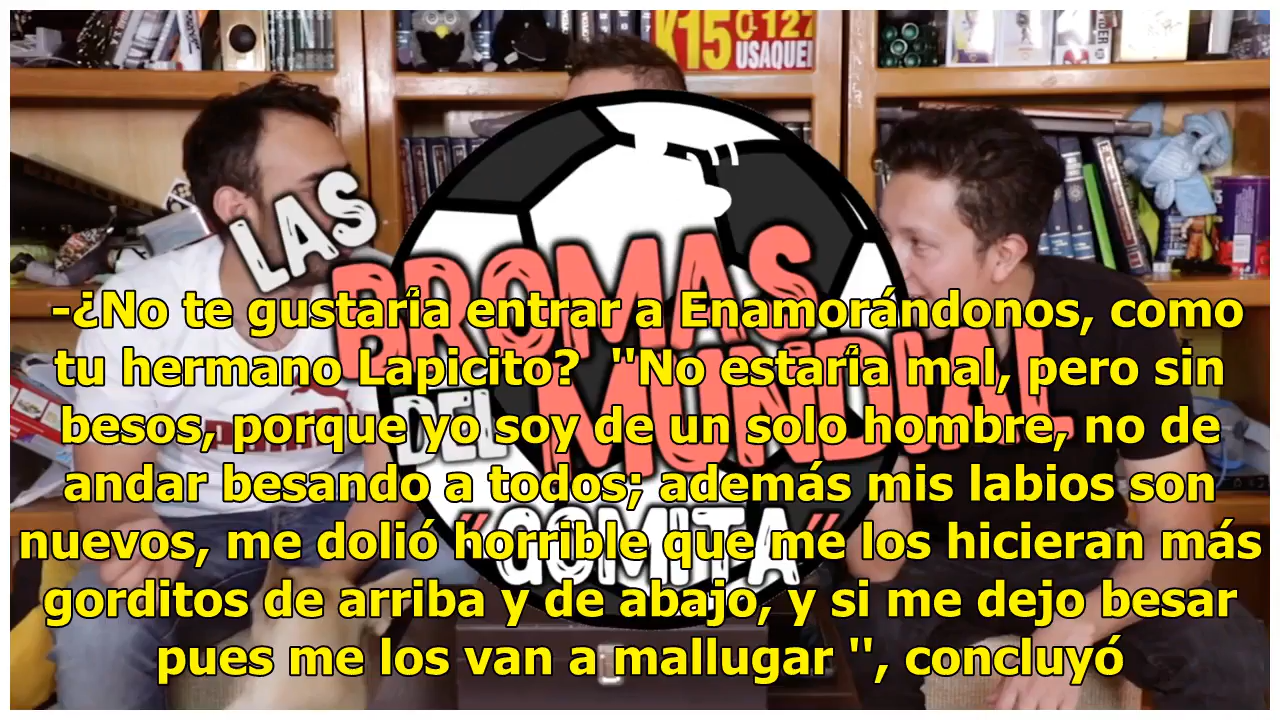 K15 C-127
USAQUEN
LAS
BROMAS
DEL MUNDIAL
"GOMITA"
-¿No te gustaría entrar a Enamorándonos, como
tu hermano Lapicito? "No estaría mal, pero sin
besos, porque yo soy de un solo hombre, no de
andar besando a todos; además mis labios son
nuevos, me dolió horrible que me los hicieran más
gorditos de arriba y de abajo, y si me dejo besar
pues me los van a mallugar ", concluyó